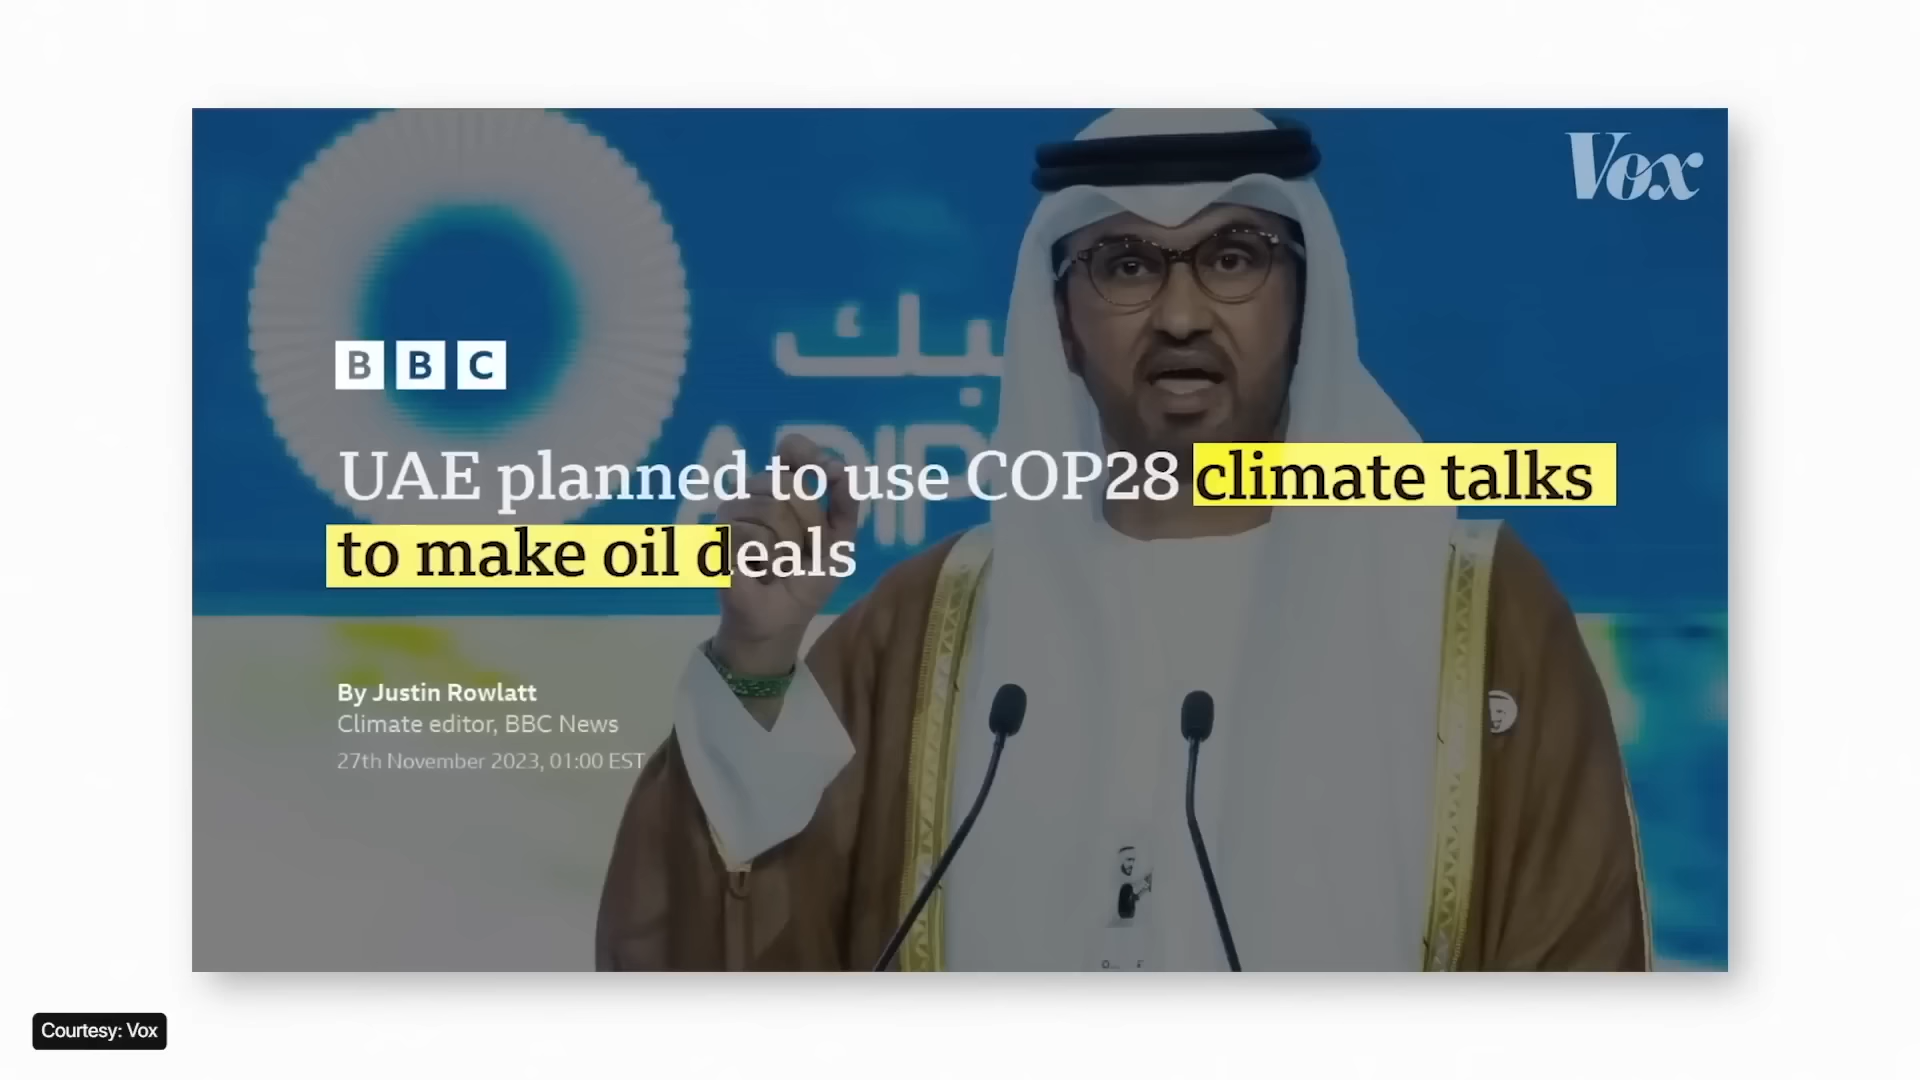 Vox
BBC
UAE planned to use COP28 climate talks
to make oil deals
By Justin Rowlatt
Climate editor, BBC News
27th November 2023, 01:00 EST
Courtesy: Vox